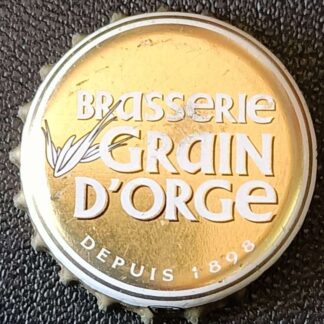 BRASSERIE
GRAIN
D'ORGE
DEPUIS 1898